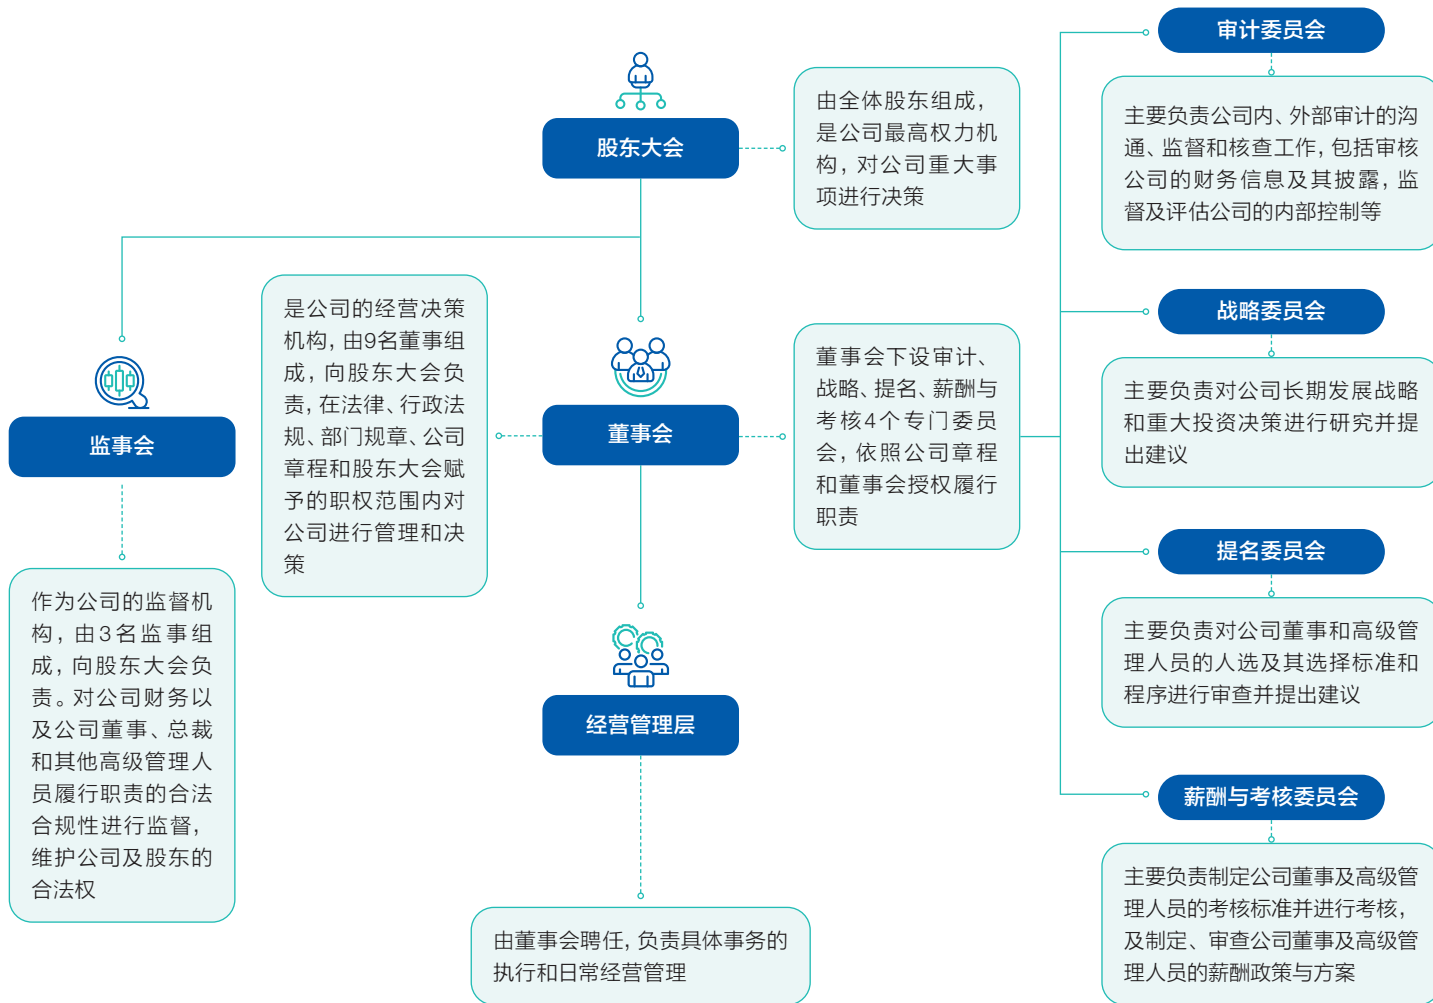 股东大会
由全体股东组成，
是公司最高权力机
构，对公司重大事
项进行决策
监事会
作为公司的监督机
构，由3名监事组
成，向股东大会负
责。对公司财务以
及公司董事、总裁
和其他高级管理人
员履行职责的合法
合规性进行监督，
维护公司及股东的
合法权
是公司的经营决策
机构，由9名董事组
成，向股东大会负
责，在法律、行政法
规、部门规章、公司
章程和股东大会赋
予的职权范围内对
公司进行管理和决
策
董事会
董事会下设审计、
战略、提名、薪酬与
考核4个专门委员
会，依照公司章程
和董事会授权履行
职责
经营管理层
由董事会聘任，负责具体事务的
执行和日常经营管理
审计委员会
主要负责公司内、外部审计的沟
通、监督和核查工作，包括审核
公司的财务信息及其披露，监
督及评估公司的内部控制等
战略委员会
主要负责对公司长期发展战略
和重大投资决策进行研究并提
出建议
提名委员会
主要负责对公司董事和高级管
理人员的人选及其选择标准和
程序进行审查并提出建议
薪酬与考核委员会
主要负责制定公司董事及高级管
理人员的考核标准并进行考核，
及制定、审查公司董事及高级管
理人员的薪酬政策与方案